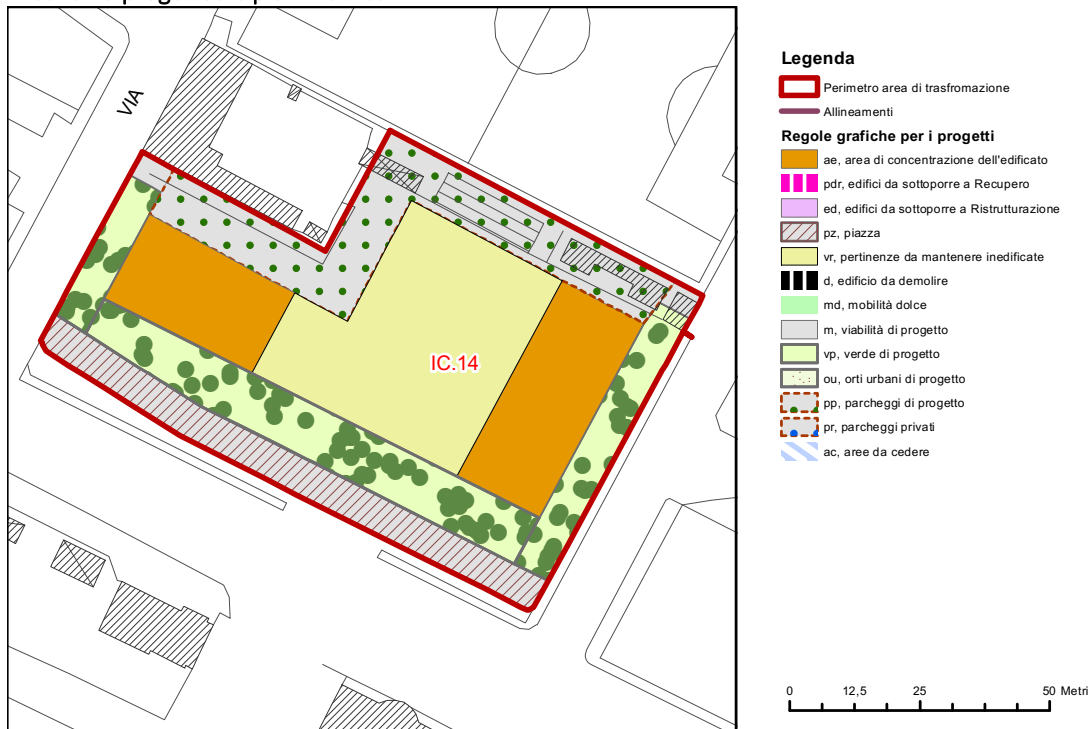 VIA
IC.14
Legenda
Perimetro area di trasfromazione
Allineamenti
Regole grafiche per i progetti
ae, area di concentrazione dell'edificato
pdr, edifici da sottoporre a Recupero
ed, edifici da sottoporre a Ristrutturazione
pz, piazza
vr, pertinenze da mantenere inedificate
d, edificio da demolire
md, mobilità dolce
m, viabilità di progetto
vp, verde di progetto
ou, orti urbani di progetto
pp, parcheggi di progetto
pr, parcheggi privati
ac, aree da cedere
0 12,5 25 50 Metri